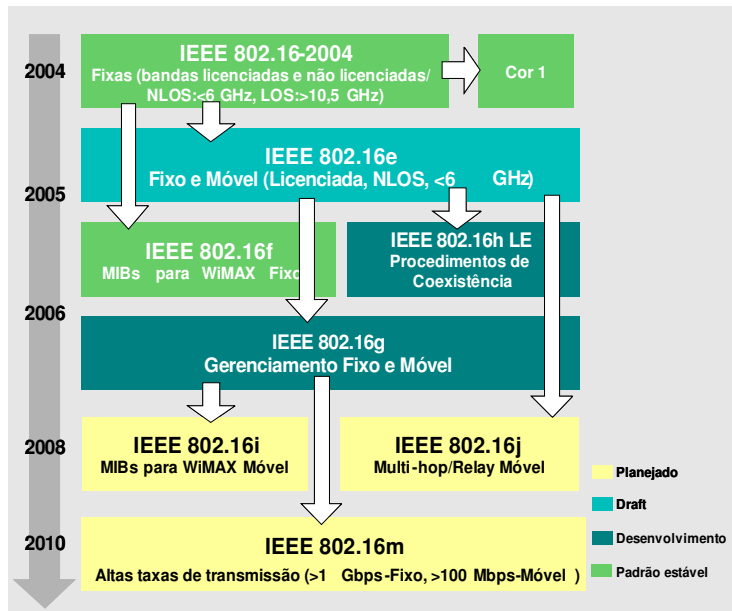 2004
IEEE 802.16-2004
Fixas (bandas licenciadas e não licenciadas/
NLOS:<6 GHz, LOS:>10,5 GHz)
Cor 1
IEEE 802.16e
Fixo e Móvel (Licenciada, NLOS, <6 GHz)
2005
IEEE 802.16f
MIBs para WiMAX Fixo
IEEE 802.16h LE
Procedimentos de
Coexistência
2006
IEEE 802.16g
Gerenciamento Fixo e Móvel
2008
IEEE 802.16i
MIBs para WiMAX Móvel
IEEE 802.16j
Multi-hop/Relay Móvel
2010
IEEE 802.16m
Altas taxas de transmissão (>1 Gbps-Fixo, >100 Mbps-Móvel )
Planejado
Draft
Desenvolvimento
Padrão estável